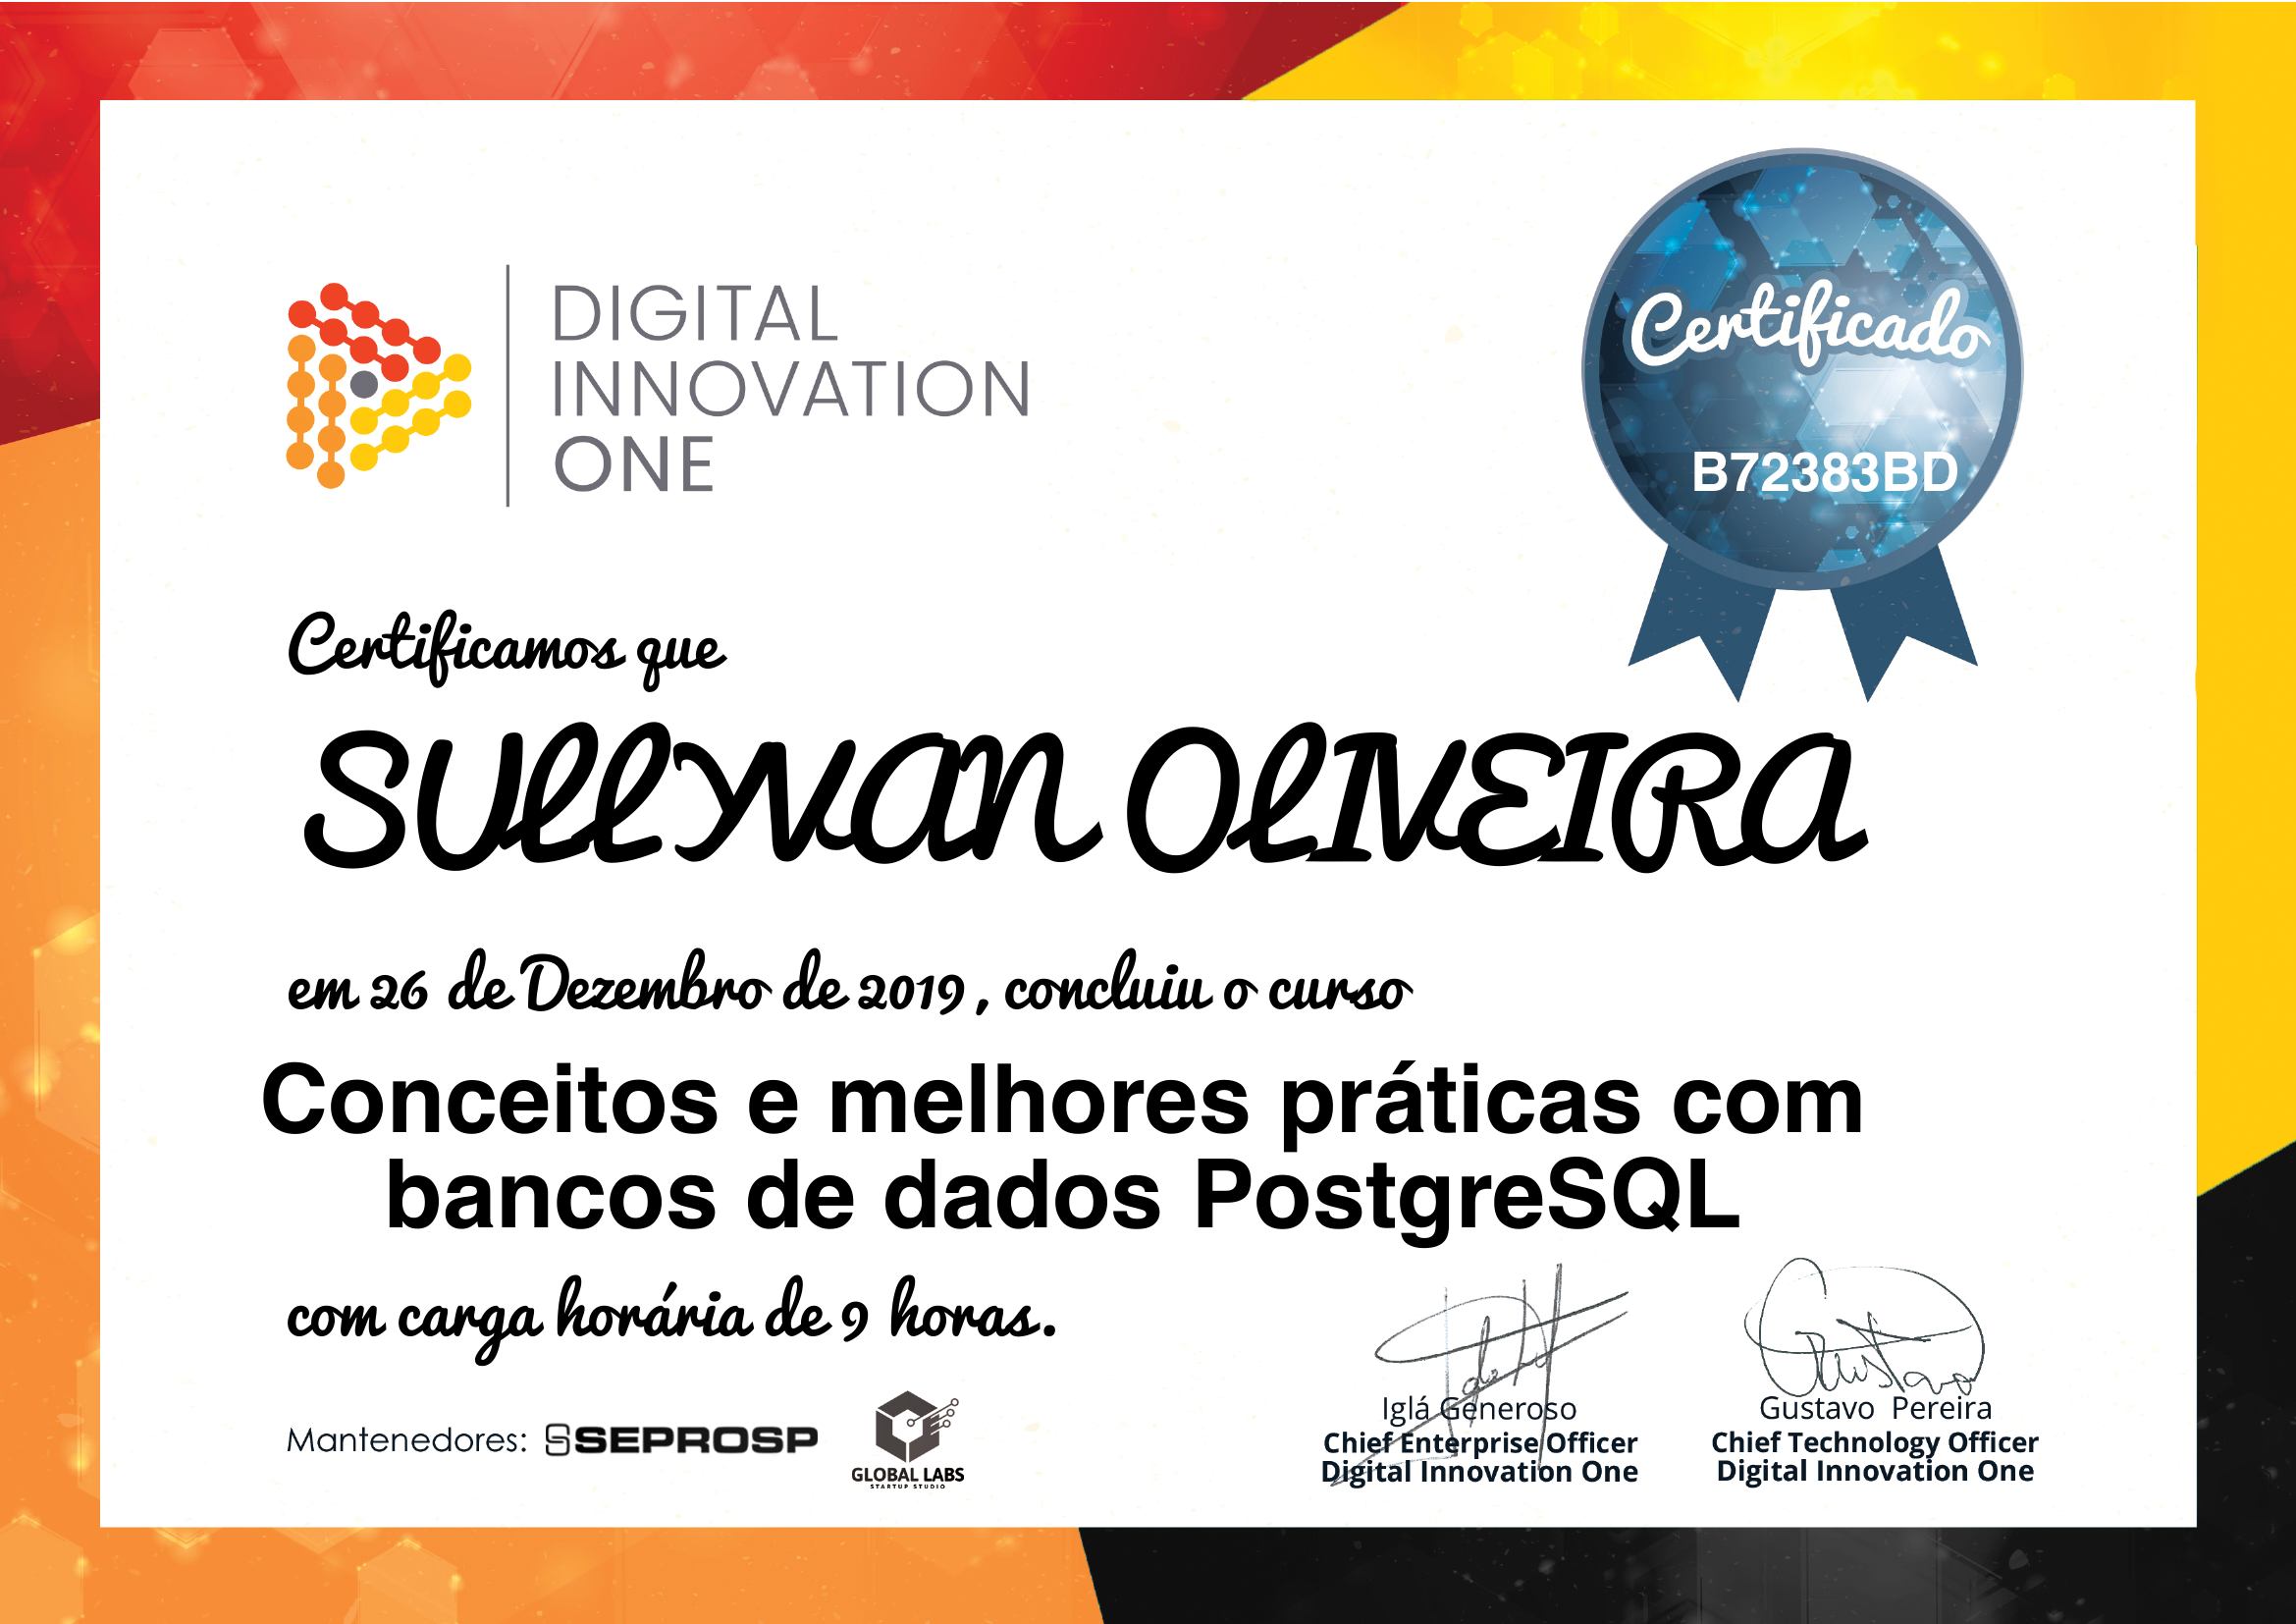 DIGITAL
INNOVATION
ONE
Certificado
B72383BD
Certificamos que
SULLYVAN OLIVEIRA
em 26 de Dezembro de 2019 , concluiu o curso
Conceitos e melhores práticas com
bancos de dados PostgreSQL
com carga horária de 9 horas.
Mantenedores: SEPROSP
GLOBAL LABS
STARTUP STUDIO
Iglá Generoso
Chief Enterprise Officer
Digital Innovation One
Gustavo
Gustavo Pereira
Chief Technology Officer
Digital Innovation One